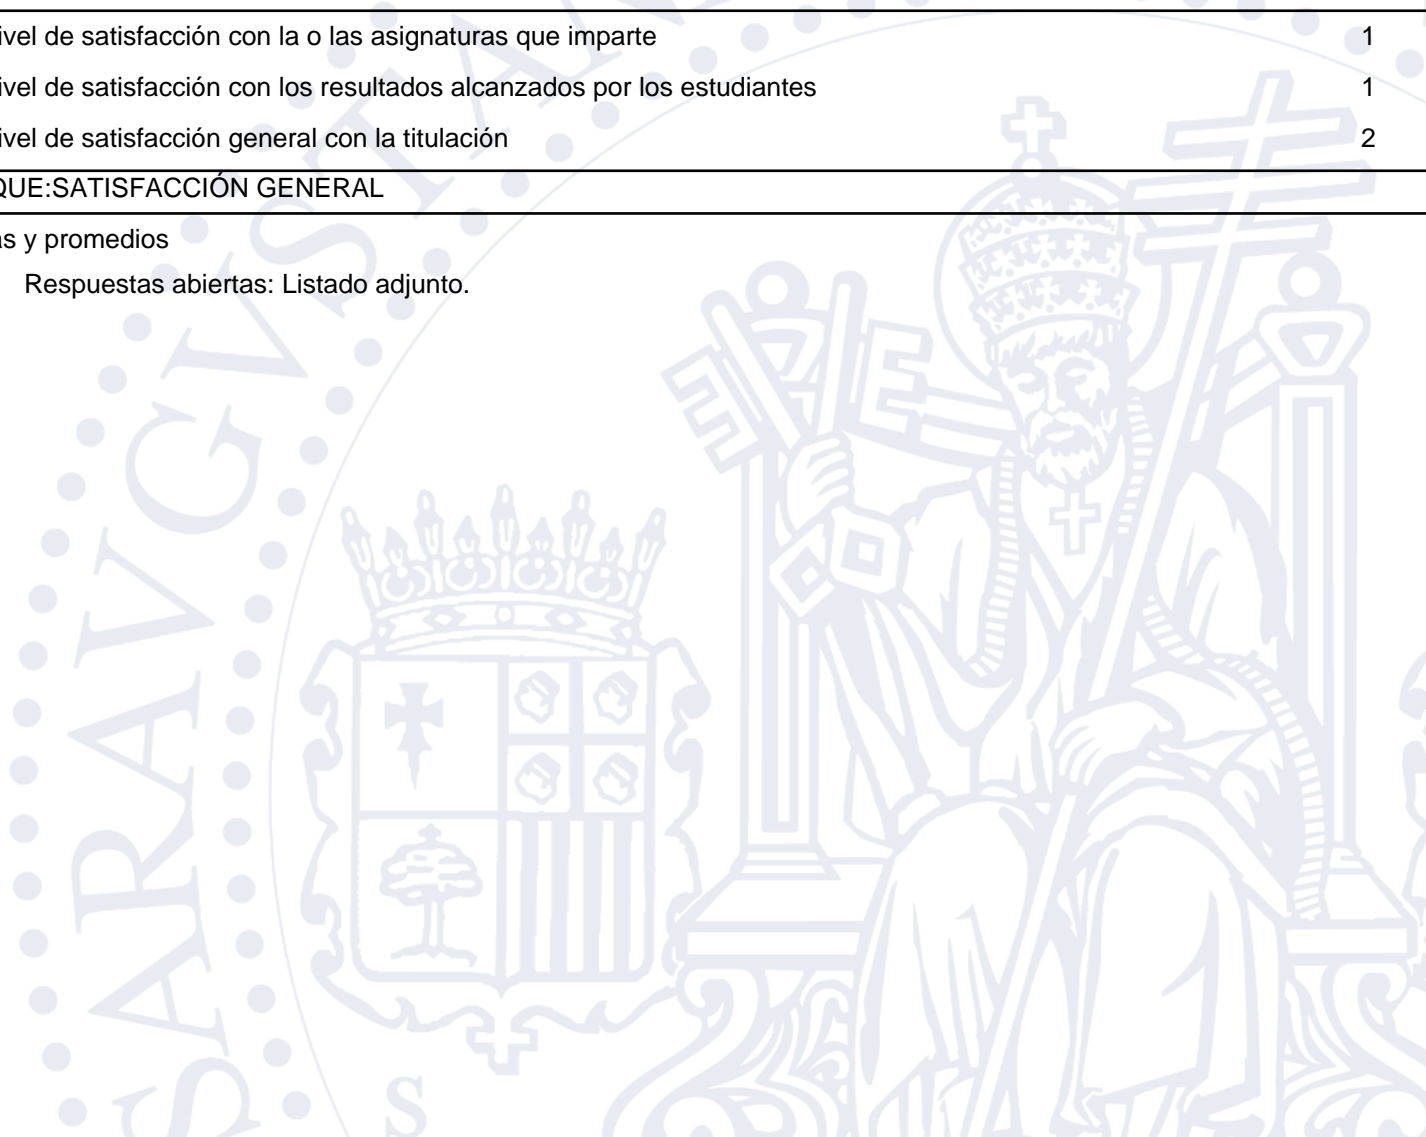 ivel de satisfacción con la o las asignaturas que imparte 1
ivel de satisfacción con los resultados alcanzados por los estudiantes 1
ivel de satisfacción general con la titulación 2
QUE:SATISFACCIÓN GENERAL
as y promedios
Respuestas abiertas: Listado adjunto.
SARAVGVSTAN
S